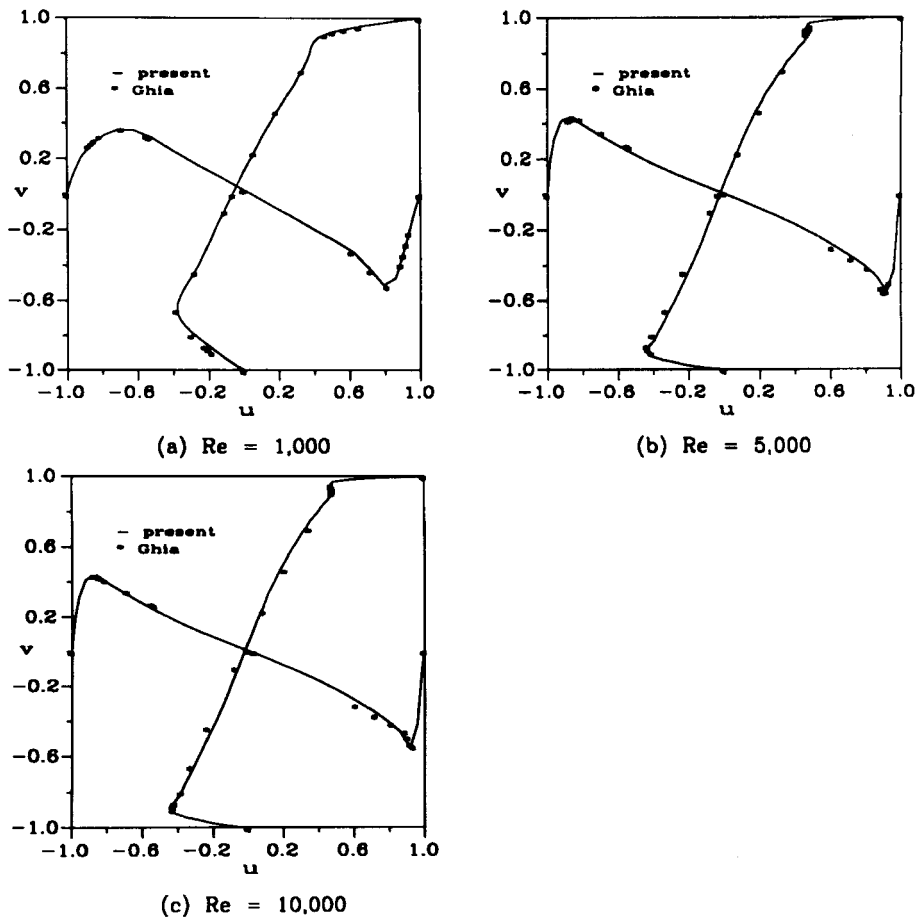 1.0
0.6
0.2
v
−0.2
−0.6
−1.0
— present
▪ Ghia
−1.0 −0.6 −0.2 0.2 0.6 1.0
u
(a) Re = 1,000
1.0
0.6
0.2
v
−0.2
−0.6
−1.0
— present
▪ Ghia
−1.0 −0.6 −0.2 0.2 0.6 1.0
u
(b) Re = 5,000
1.0
0.6
0.2
v
−0.2
−0.6
−1.0
— present
▪ Ghia
−1.0 −0.6 −0.2 0.2 0.6 1.0
u
(c) Re = 10,000